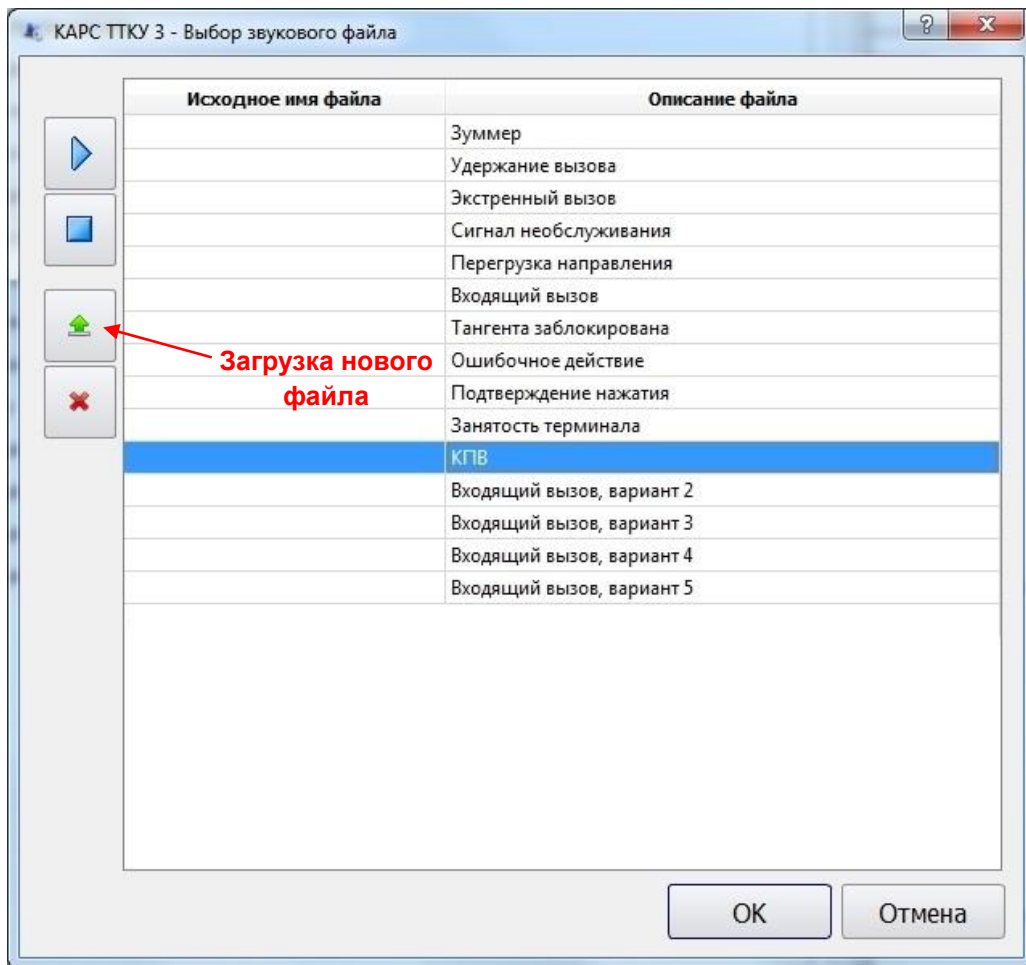 КАРС ТТКУ 3 - Выбор звукового файла
Исходное имя файла
Описание файла
Зуммер
Удержание вызова
Экстренный вызов
Сигнал необслуживания
Перегрузка направления
Входящий вызов
Тангента заблокирована
Ошибочное действие
Подтверждение нажатия
Занятость терминала
КПВ
Входящий вызов, вариант 2
Входящий вызов, вариант 3
Входящий вызов, вариант 4
Входящий вызов, вариант 5
Загрузка нового
файла
OK
Отмена